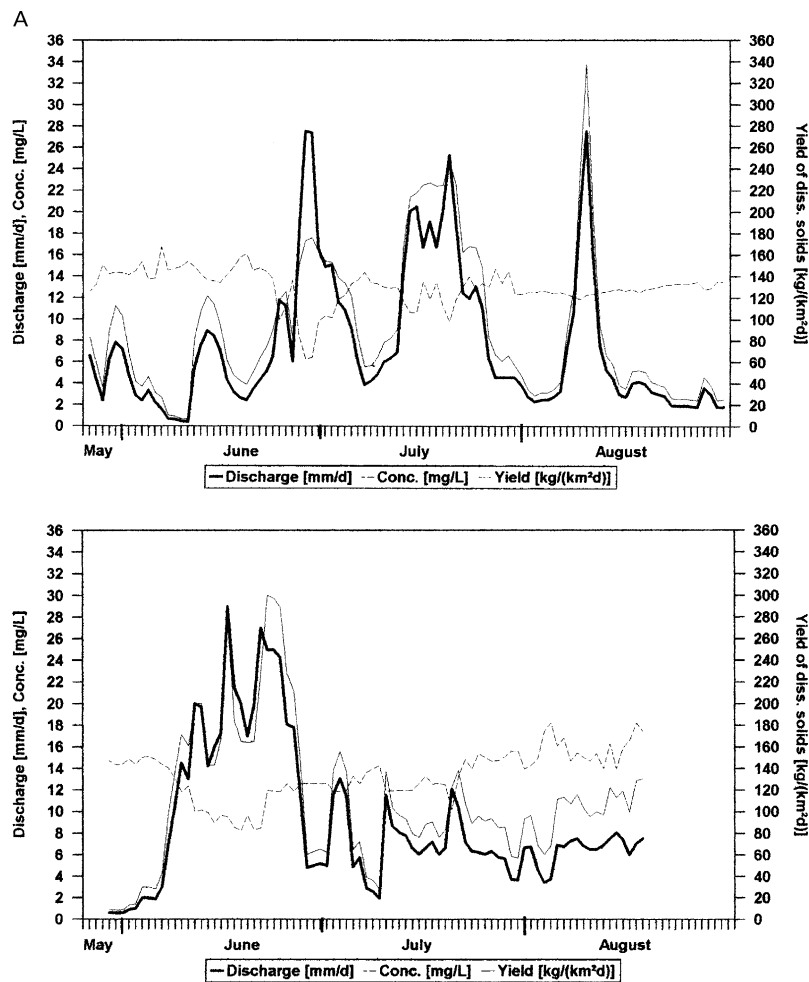 A
36 34 32 30 28 26 24 22 20 18 16 14 12 10 8 6 4 2 0
Discharge [mm/d], Conc. [mg/L]
360 340 320 300 280 260 240 220 200 180 160 140 120 100 80 60 40 20 0
Yield of diss. solids [kg/(km²d)]
May June July August
Discharge [mm/d] Conc. [mg/L] Yield [kg/(km²d)]
36 34 32 30 28 26 24 22 20 18 16 14 12 10 8 6 4 2 0
Discharge [mm/d], Conc. [mg/L]
360 340 320 300 280 260 240 220 200 180 160 140 120 100 80 60 40 20 0
Yield of diss. solids [kg/(km²d)]
May June July August
Discharge [mm/d] Conc. [mg/L] Yield [kg/(km²d)]